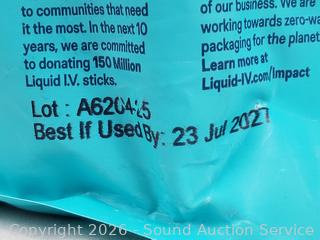 to communities that need
it the most. In the next 10
years, we are committed
to donating 150 Million
Liquid I.V. sticks.
of our business. We are
working towards zero-wa
packaging for the planet
Learn more at
Liquid-IV.com/Impact
Lot : A620425
Best If Used By: 23 Jul 2027
Copyright 2026 - Sound Auction Service